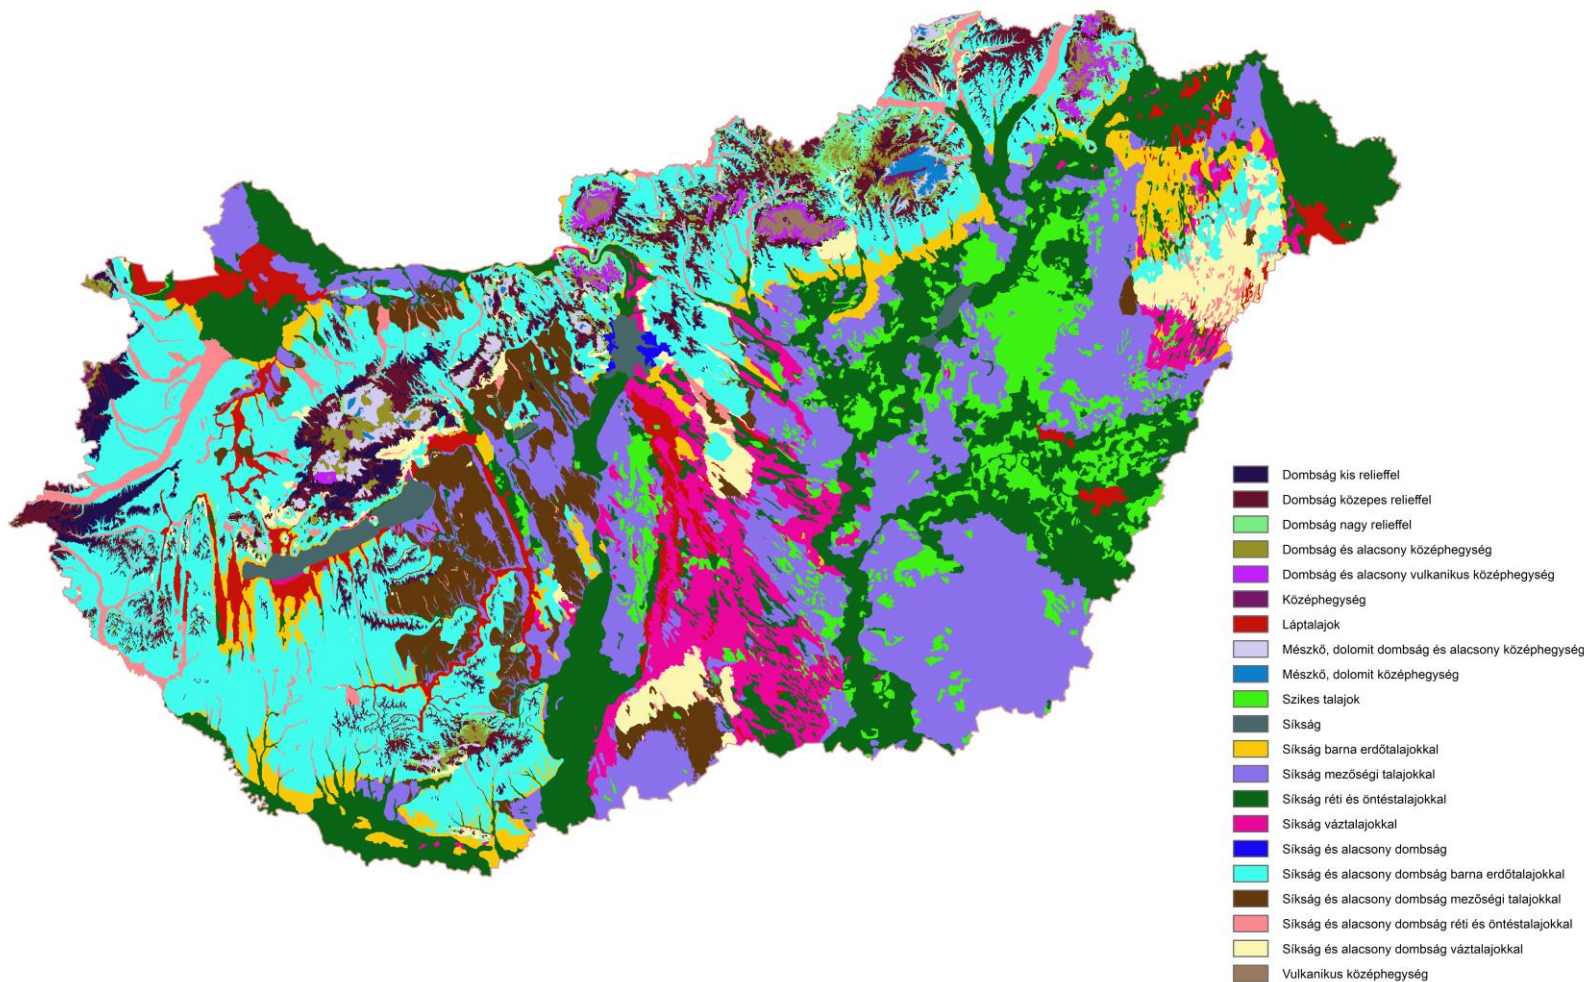 Dombság kis relieffel
Dombság közepes relieffel
Dombság nagy relieffel
Dombság és alacsony középhegység
Dombság és alacsony vulkanikus középhegység
Középhegység
Láptalajok
Mészkő, dolomit dombság és alacsony középhegység
Mészkő, dolomit középhegység
Szikes talajok
Síkság
Síkság barna erdőtalajokkal
Síkság mezőségi talajokkal
Síkság réti és öntéstalajokkal
Síkság váztalajokkal
Síkság és alacsony dombság
Síkság és alacsony dombság barna erdőtalajokkal
Síkság és alacsony dombság mezőségi talajokkal
Síkság és alacsony dombság réti és öntéstalajokkal
Síkság és alacsony dombság váztalajokkal
Vulkanikus középhegység